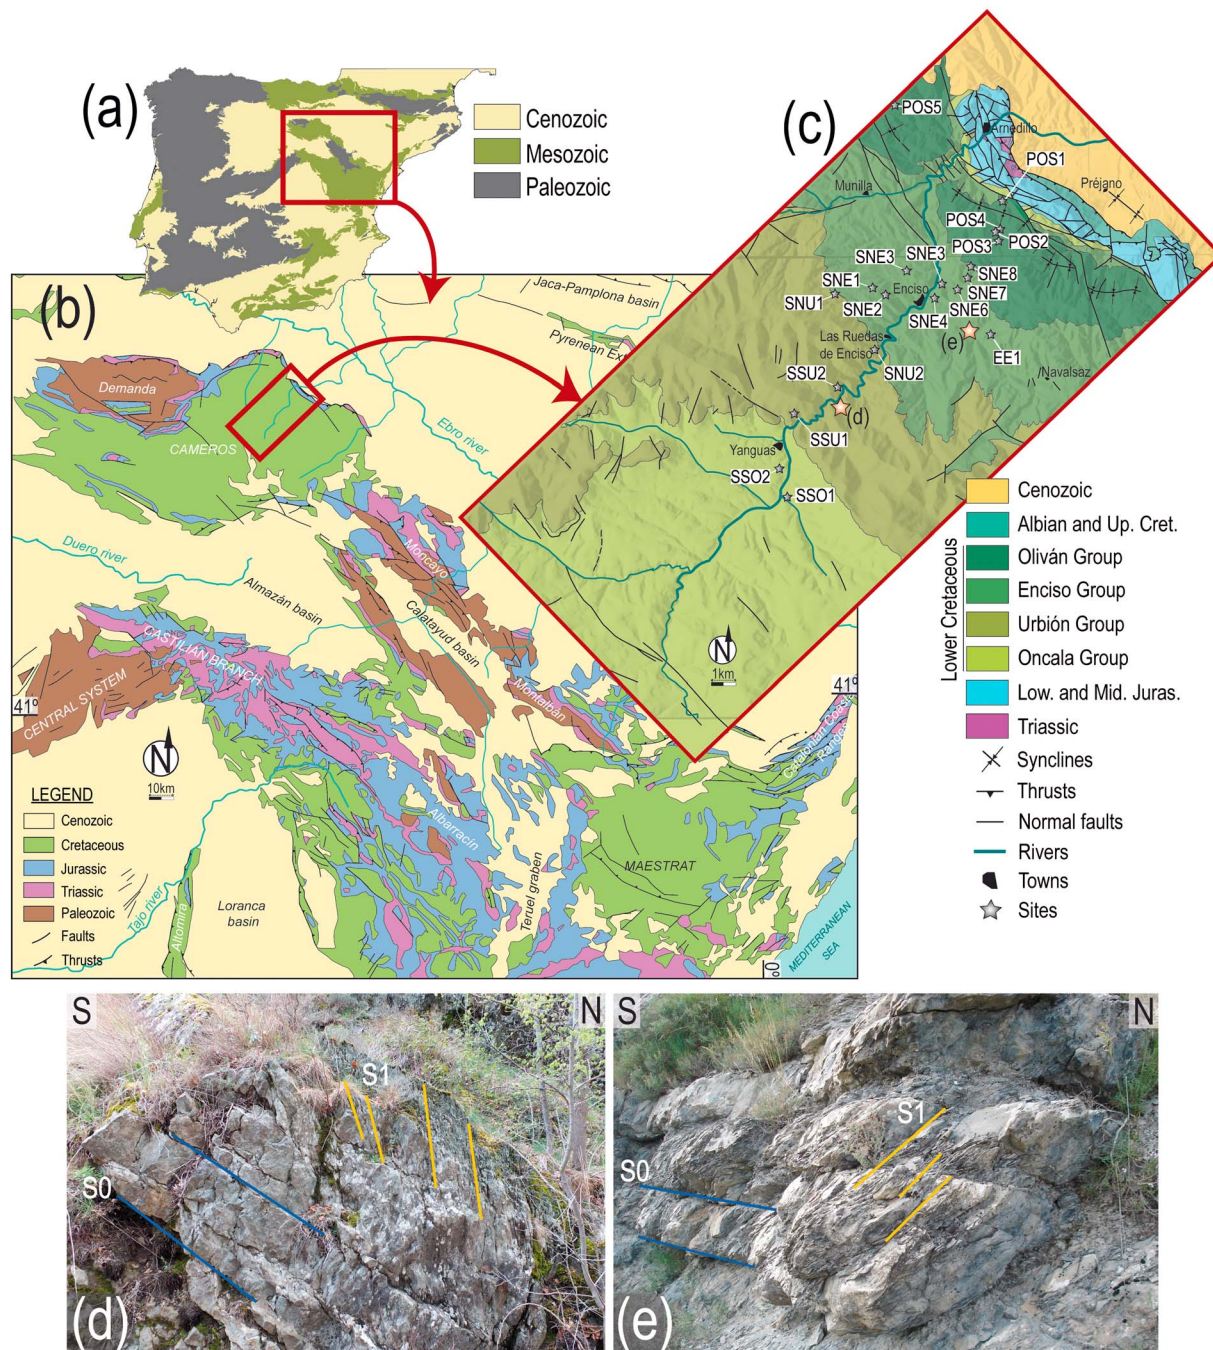 (a)
Cenozoic
Mesozoic
Paleozoic
(b)
Jaca-Pamplona basin
Demanda
CAMEROS
Ebro river
Duero river
Almazán basin
Moncayo
Calatayud basin
CASTILIAN BRANCH
CENTRAL SYSTEM
Montalbán
41º
41º
N
10km
Albarracín
MAESTRAT
Teruel graben
Tajo river
Altomira
Loranca
basin
MEDITERRANEAN
SEA
0º
LEGEND
Cenozoic
Cretaceous
Jurassic
Triassic
Paleozoic
Faults
Thrusts
(c)
POS5
Arnedillo
POS1
Munilla
Préjano
POS4
POS3
POS2
SNE3
SNE3
SNE1
SNE8
SNU1
SNE2
Enciso
SNE7
SNE4
SNE6
Las Ruedas
de Enciso
(e)
EE1
SNU2
SSU2
Navalsaz
(d)
SSU1
Yanguas
SSO2
SSO1
N
1km
Cenozoic
Albian and Up. Cret.
Lower Cretaceous
Oliván Group
Enciso Group
Urbión Group
Oncala Group
Low. and Mid. Juras.
Triassic
Synclines
Thrusts
Normal faults
Rivers
Towns
Sites
S
N
S1
S0
(d)
S
N
S1
S0
(e)